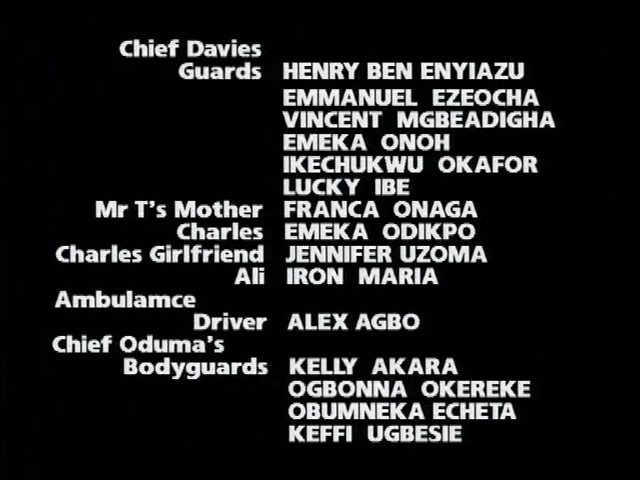 Chief Davies
Guards HENRY BEN ENYIAZU
EMMANUEL EZEOCHA
VINCENT MGBEADIGHA
EMEKA ONOH
IKECHUKWU OKAFOR
LUCKY IBE
Mr T's Mother FRANCA ONAGA
Charles EMEKA ODIKPO
Charles Girlfriend JENNIFER UZOMA
Ali IRON MARIA
Ambulamce
Driver ALEX AGBO
Chief Oduma's
Bodyguards KELLY AKARA
OGBONNA OKEREKE
OBUMNEKA ECHETA
KEFFI UGBESIE